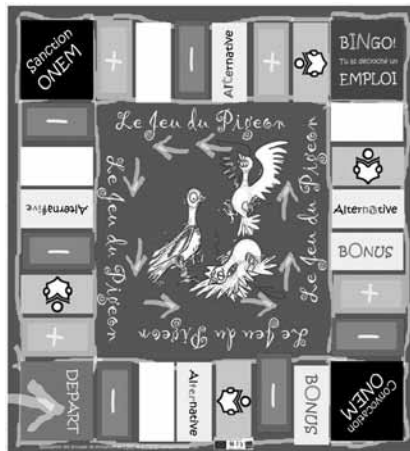 Sanction
ONEM
+
-
Alternative
+
BINGO!
Tu as décroché un
EMPLOI
Le Jeu du Pigeon
Le Jeu du Pigeon
Le Jeu du Pigeon
Le Jeu du Pigeon
-
Alternative
-
+
+
Alternative
BONUS
-
+
DEPART
-
Alternative
-
BONUS
Convocation
ONEM